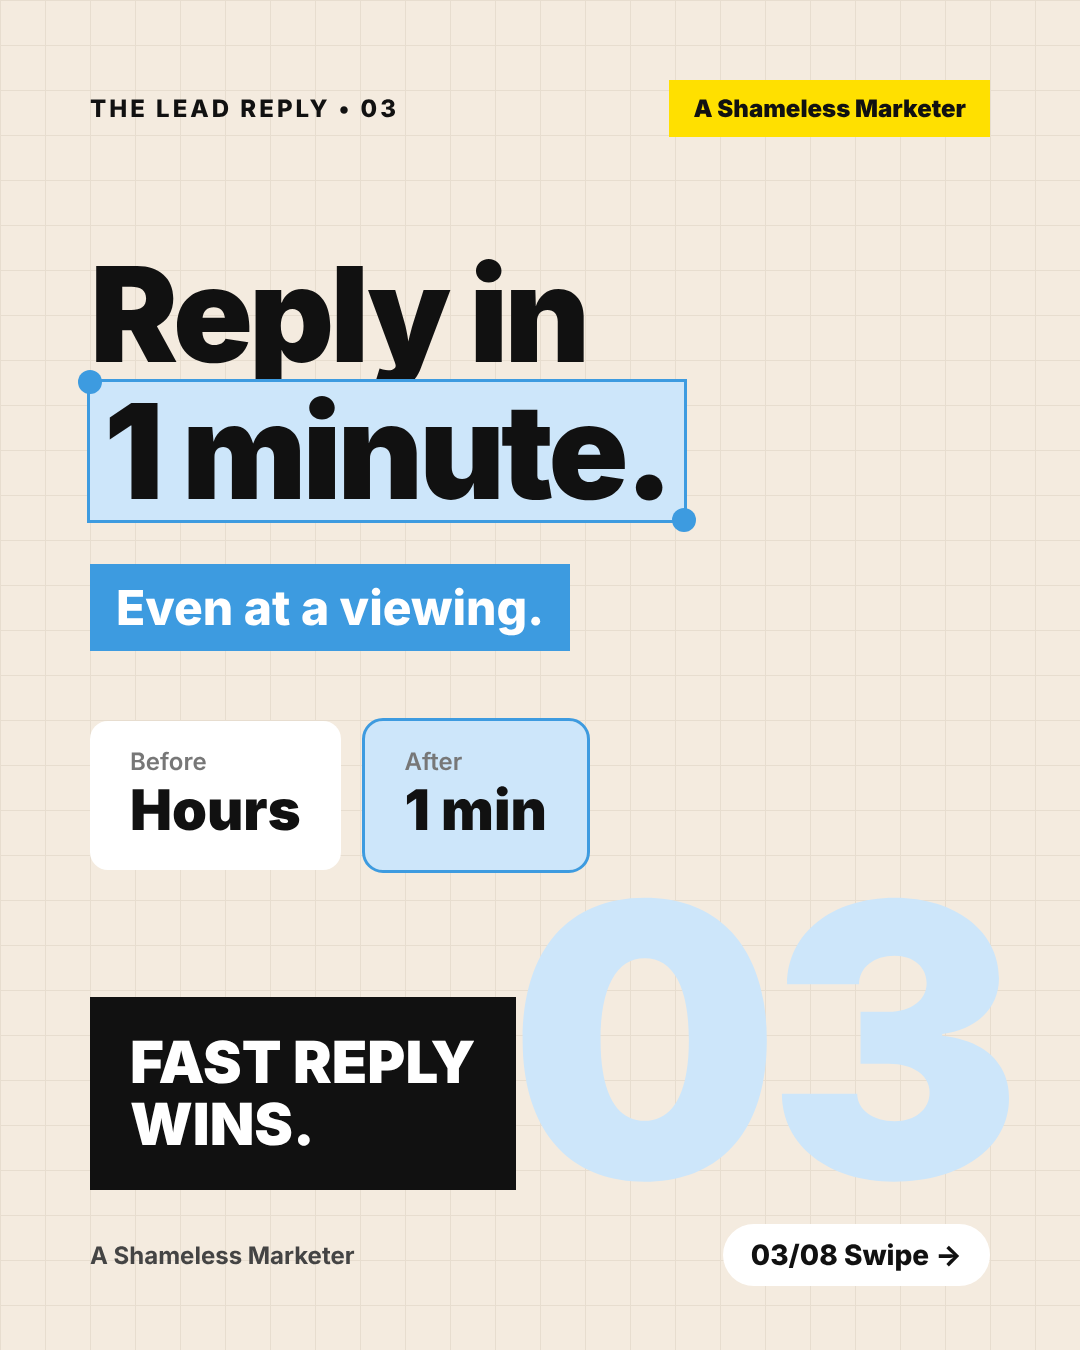 THE LEAD REPLY • 03
A Shameless Marketer
Reply in
1 minute.
Even at a viewing.
Before
Hours
After
1 min
03
FAST REPLY
WINS.
A Shameless Marketer
03/08 Swipe →